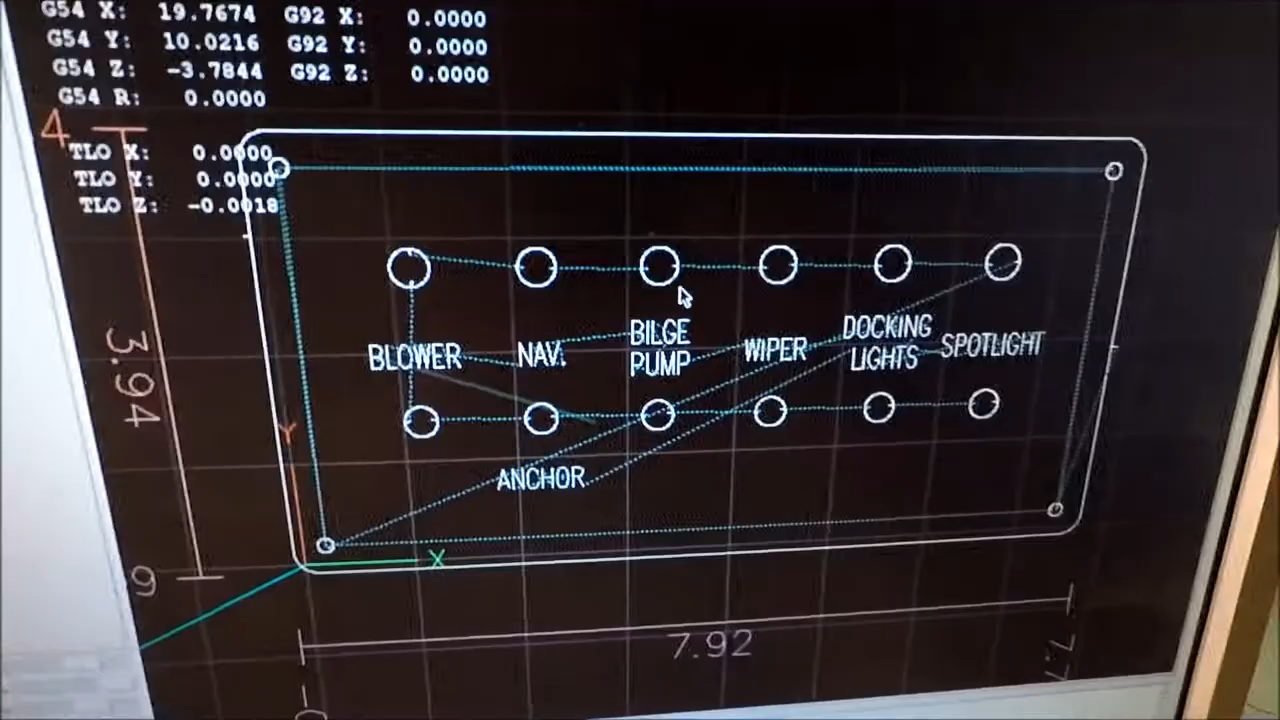 G54 X: 19.7674 G92 X: 0.0000
G54 Y: 10.0216 G92 Y: 0.0000
G54 Z: -3.7844 G92 Z: 0.0000
G54 R: 0.0000
4
TLO X: 0.0000
TLO Y: 0.0000
TLO Z: -0.0018
BLOWER
NAV.
BILGE
PUMP
WIPER
DOCKING
LIGHTS
SPOTLIGHT
3.94
Y
ANCHOR
X
7.92